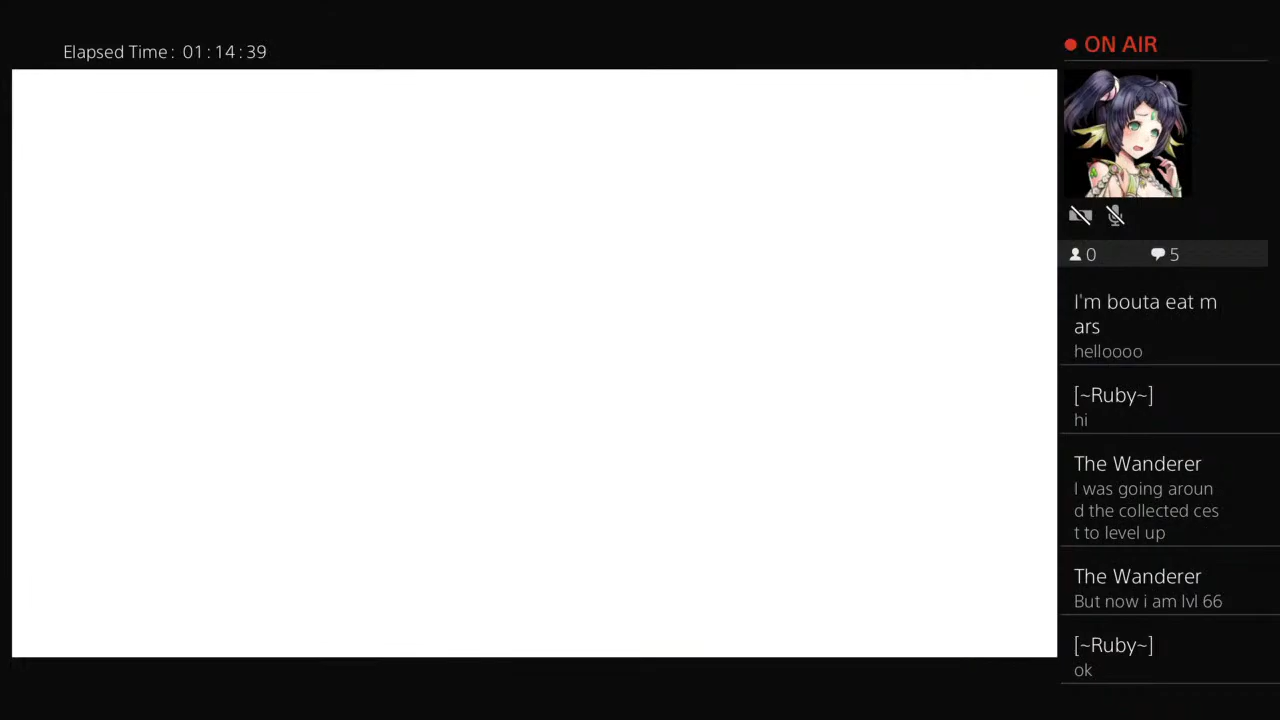 Elapsed Time: 01:14:39
ON AIR
0 5
I'm bouta eat m
ars
helloooo
[~Ruby~]
hi
The Wanderer
I was going aroun
d the collected ces
t to level up
The Wanderer
But now i am lvl 66
[~Ruby~]
ok